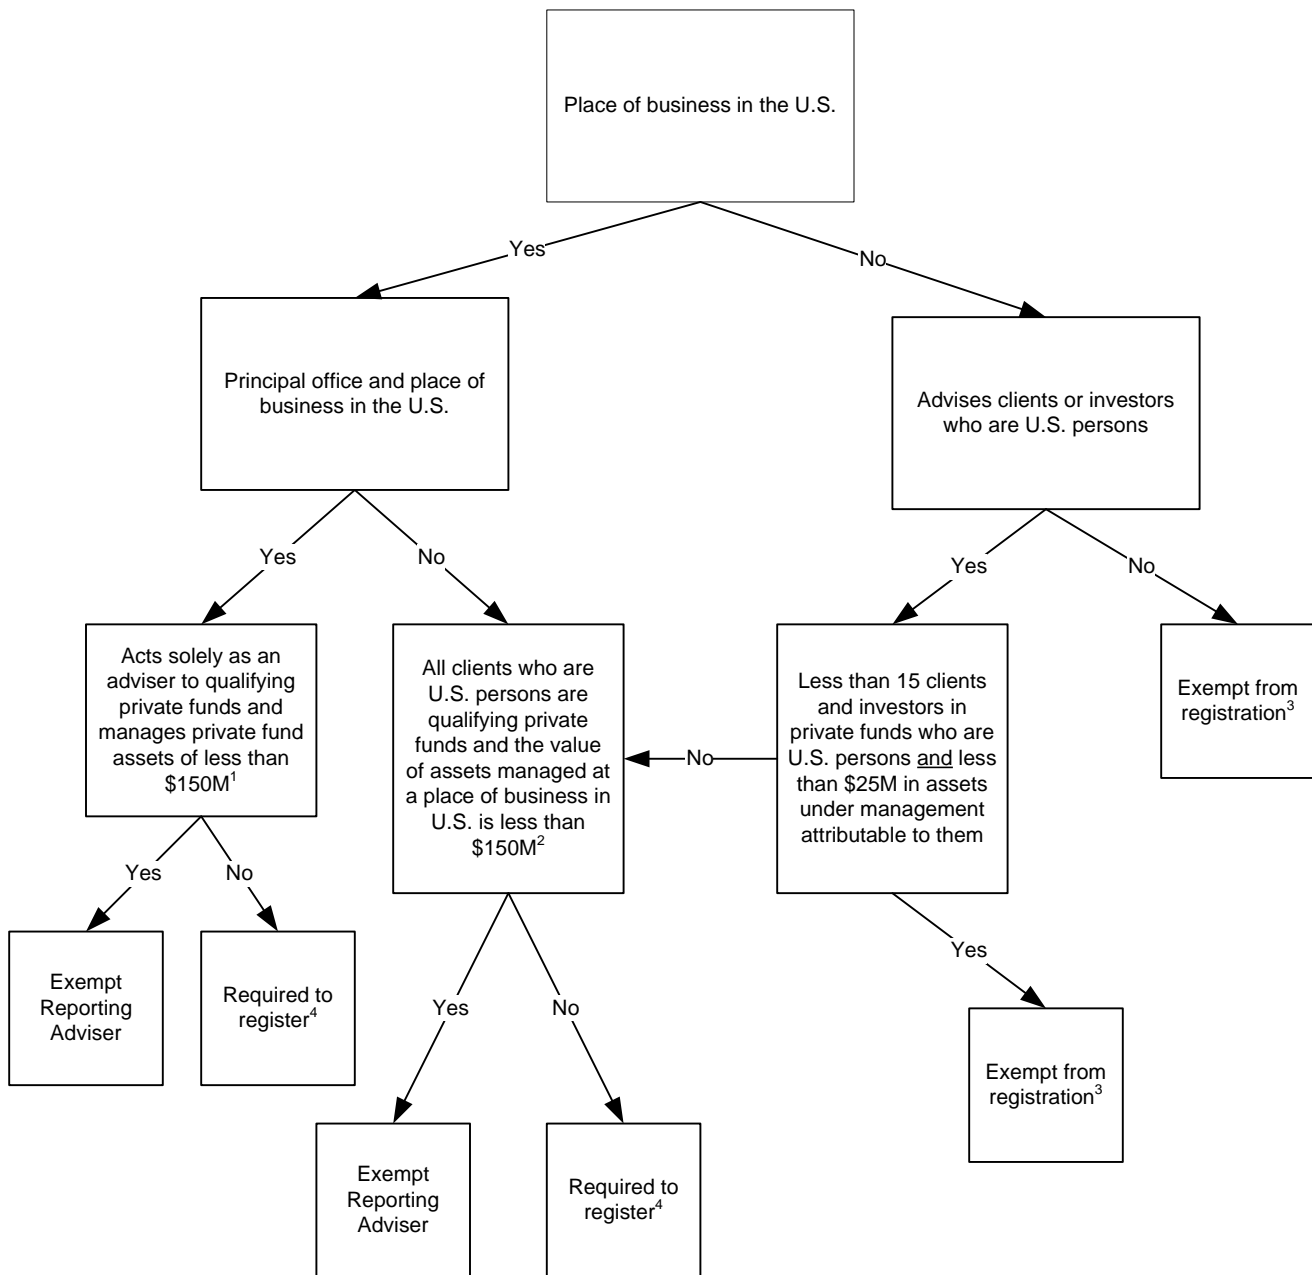 Place of business in the U.S.
Yes
No
Principal office and place of
business in the U.S.
Advises clients or investors
who are U.S. persons
Yes
No
Yes
No
Acts solely as an
adviser to qualifying
private funds and
manages private fund
assets of less than
$150M¹
All clients who are
U.S. persons are
qualifying private
funds and the value
of assets managed at
a place of business in
U.S. is less than
$150M²
No
Less than 15 clients
and investors in
private funds who are
U.S. persons and less
than $25M in assets
under management
attributable to them
Exempt from
registration³
Yes
No
Yes
No
Yes
Exempt
Reporting
Adviser
Required to
register⁴
Exempt
Reporting
Adviser
Required to
register⁴
Exempt from
registration³